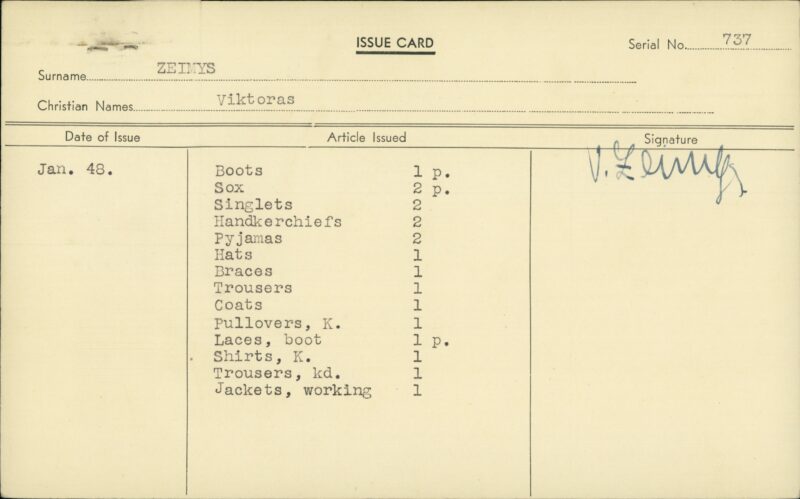 ISSUE CARD
Serial No. 737
Surname ZEIMYS
Christian Names Viktoras
Date of Issue Article Issued Signature
Jan. 48. Boots 1 p. V. Zeimys
Sox 2 p.
Singlets 2
Handkerchiefs 2
Pyjamas 2
Hats 1
Braces 1
Trousers 1
Coats 1
Pullovers, K. 1
Laces, boot 1 p.
Shirts, K. 1
Trousers, kd. 1
Jackets, working 1